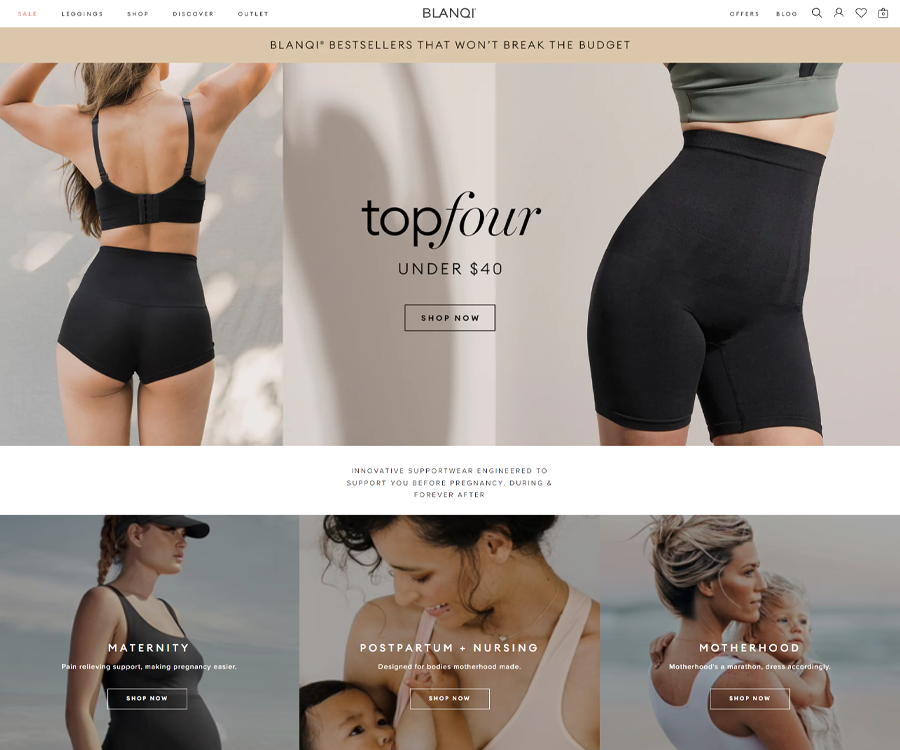 SALE LEGGINGS SHOP DISCOVER OUTLET BLANQI® OFFERS BLOG 0
BLANQI® BESTSELLERS THAT WON'T BREAK THE BUDGET
topfour
UNDER $40
SHOP NOW
INNOVATIVE SUPPORTWEAR ENGINEERED TO
SUPPORT YOU BEFORE PREGNANCY, DURING &
FOREVER AFTER
MATERNITY
Pain relieving support, making pregnancy easier.
SHOP NOW
POSTPARTUM + NURSING
Designed for bodies motherhood made.
SHOP NOW
MOTHERHOOD
Motherhood's a marathon, dress accordingly.
SHOP NOW